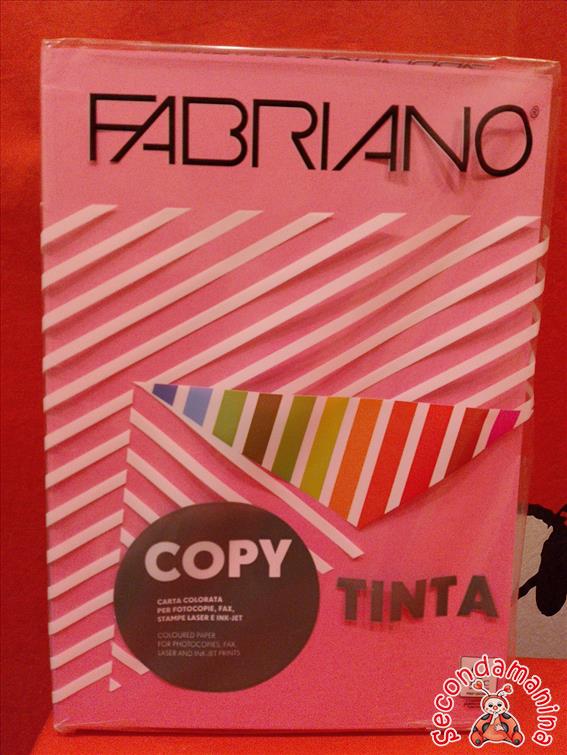 FABRIANO®
COPY
CARTA COLORATA
PER FOTOCOPIE, FAX,
STAMPE LASER E INK-JET
COLOURED PAPER
FOR PHOTOCOPIES, FAX,
LASER AND INK-JET PRINTS
TINTA
secondamanina